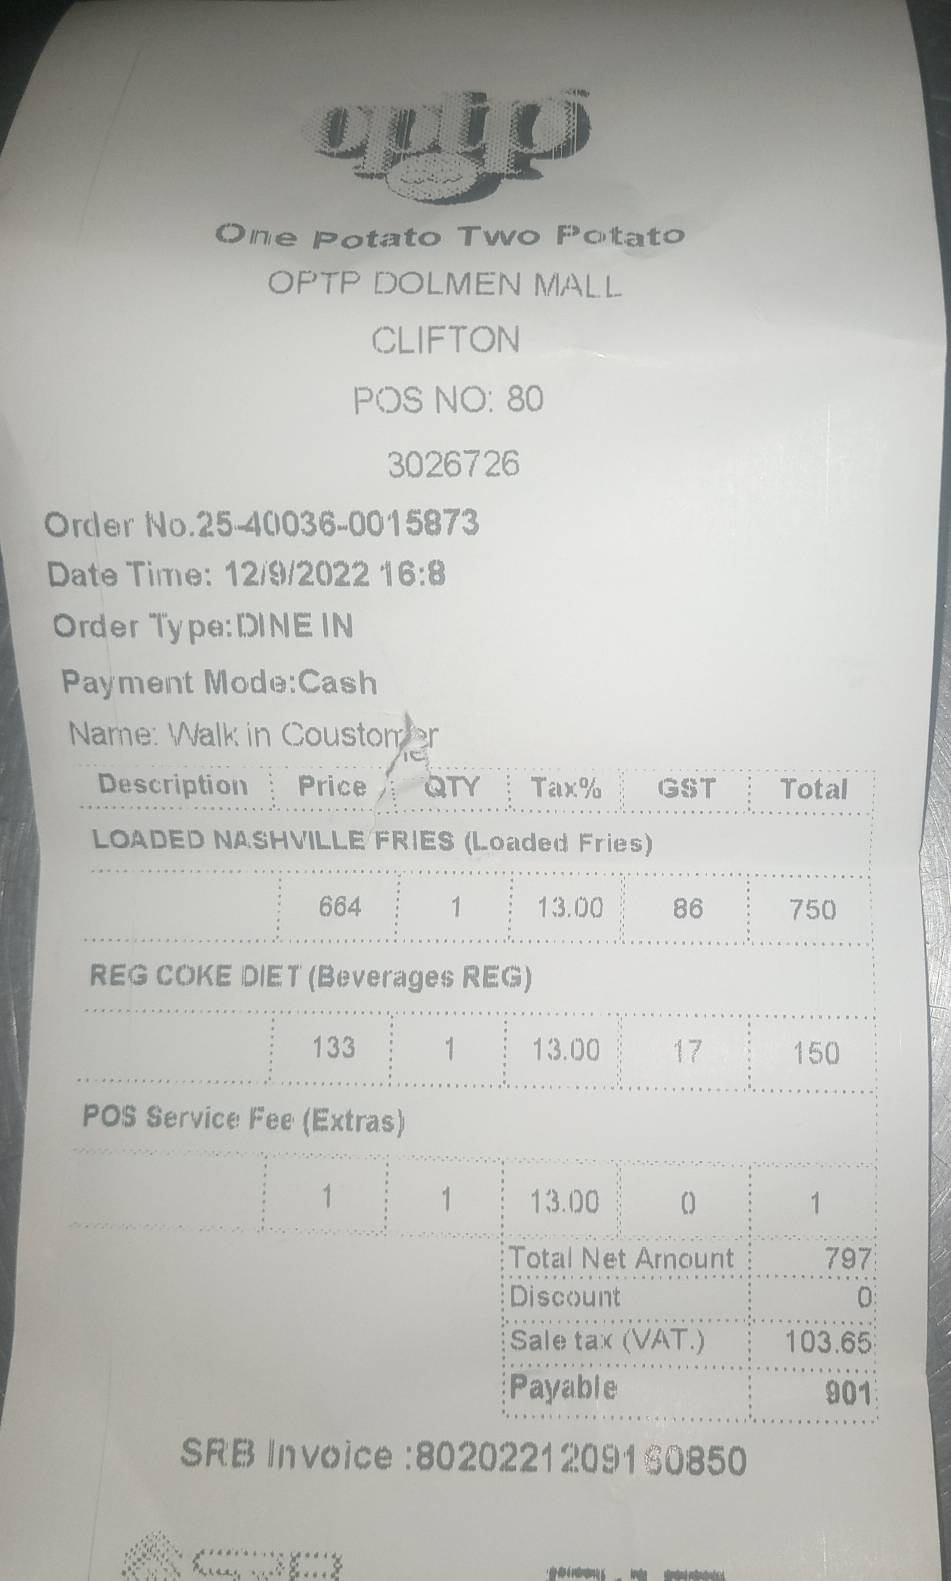 optp
One Potato Two Potato
OPTP DOLMEN MALL
CLIFTON
POS NO: 80
3026726
Order No.25-40036-0015873
Date Time: 12/9/2022 16:8
Order Type:DINE IN
Payment Mode:Cash
Name: Walk in Coustomer
Description Price QTY Tax% GST Total
LOADED NASHVILLE FRIES (Loaded Fries)
664 1 13.00 86 750
REG COKE DIET (Beverages REG)
133 1 13.00 17 150
POS Service Fee (Extras)
1 1 13.00 0 1
Total Net Amount 797
Discount 0
Sale tax (VAT.) 103.65
Payable 901
SRB Invoice :8020221209160850